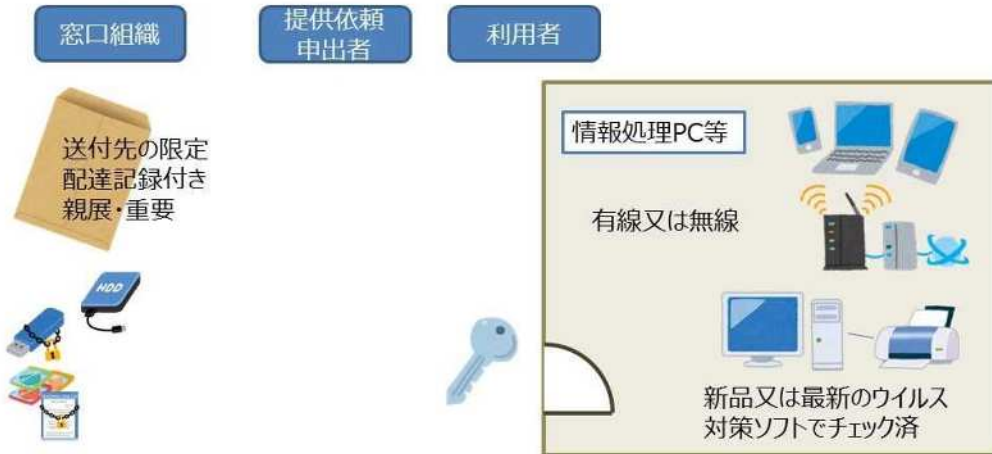 窓口組織
提供依頼
申出者
利用者
送付先の限定
配達記録付き
親展・重要
HDD
情報処理PC等
有線又は無線
新品又は最新のウイルス
対策ソフトでチェック済